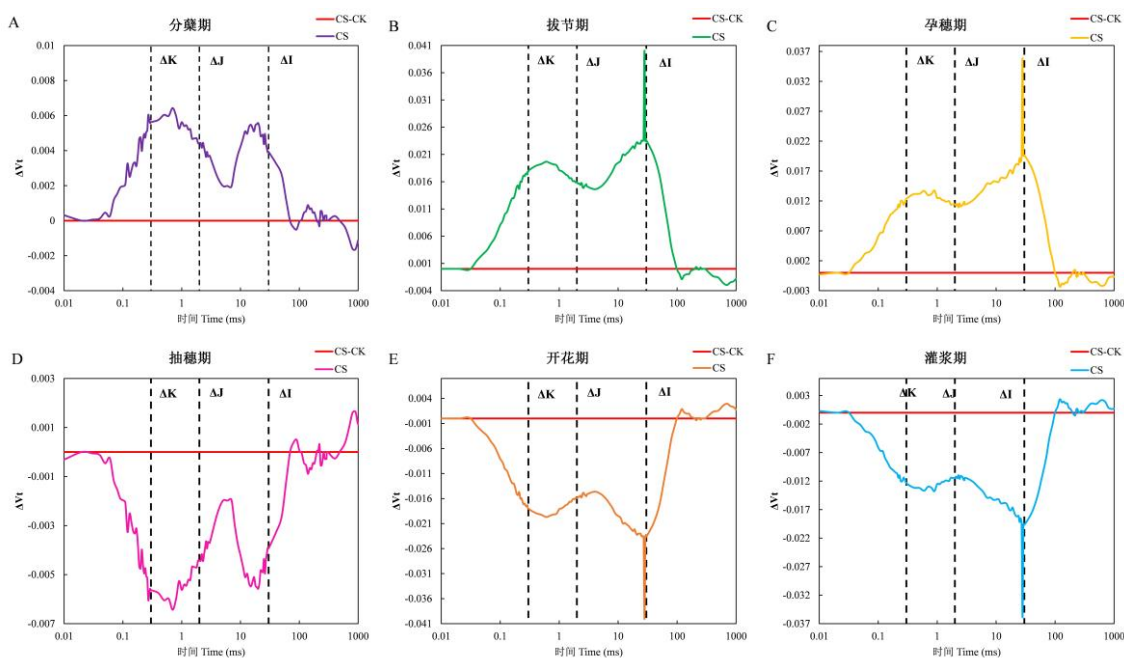 A 分蘖期
CS-CK
CS
0.01
0.008
0.006
0.004
0.002
0
-0.002
-0.004
ΔVt
ΔK ΔJ ΔI
0.01 0.1 1 10 100 1000
时间 Time (ms)
B 拔节期
CS-CK
CS
0.041
0.036
0.031
0.026
0.021
0.016
0.011
0.006
0.001
-0.004
ΔVt
ΔK ΔJ ΔI
0.01 0.1 1 10 100 1000
时间 Time (ms)
C 孕穗期
CS-CK
CS
0.037
0.032
0.027
0.022
0.017
0.012
0.007
0.002
-0.003
ΔVt
ΔK ΔJ ΔI
0.01 0.1 1 10 100 1000
时间 Time (ms)
D 抽穗期
CS-CK
CS
0.003
0.001
-0.001
-0.003
-0.005
-0.007
ΔVt
ΔK ΔJ ΔI
0.01 0.1 1 10 100 1000
时间 Time (ms)
E 开花期
CS-CK
CS
0.004
-0.001
-0.006
-0.011
-0.016
-0.021
-0.026
-0.031
-0.036
-0.041
ΔVt
ΔK ΔJ ΔI
0.01 0.1 1 10 100 1000
时间 Time (ms)
F 灌浆期
CS-CK
CS
0.003
-0.002
-0.007
-0.012
-0.017
-0.022
-0.027
-0.032
-0.037
ΔVt
ΔK ΔJ ΔI
0.01 0.1 1 10 100 1000
时间 Time (ms)